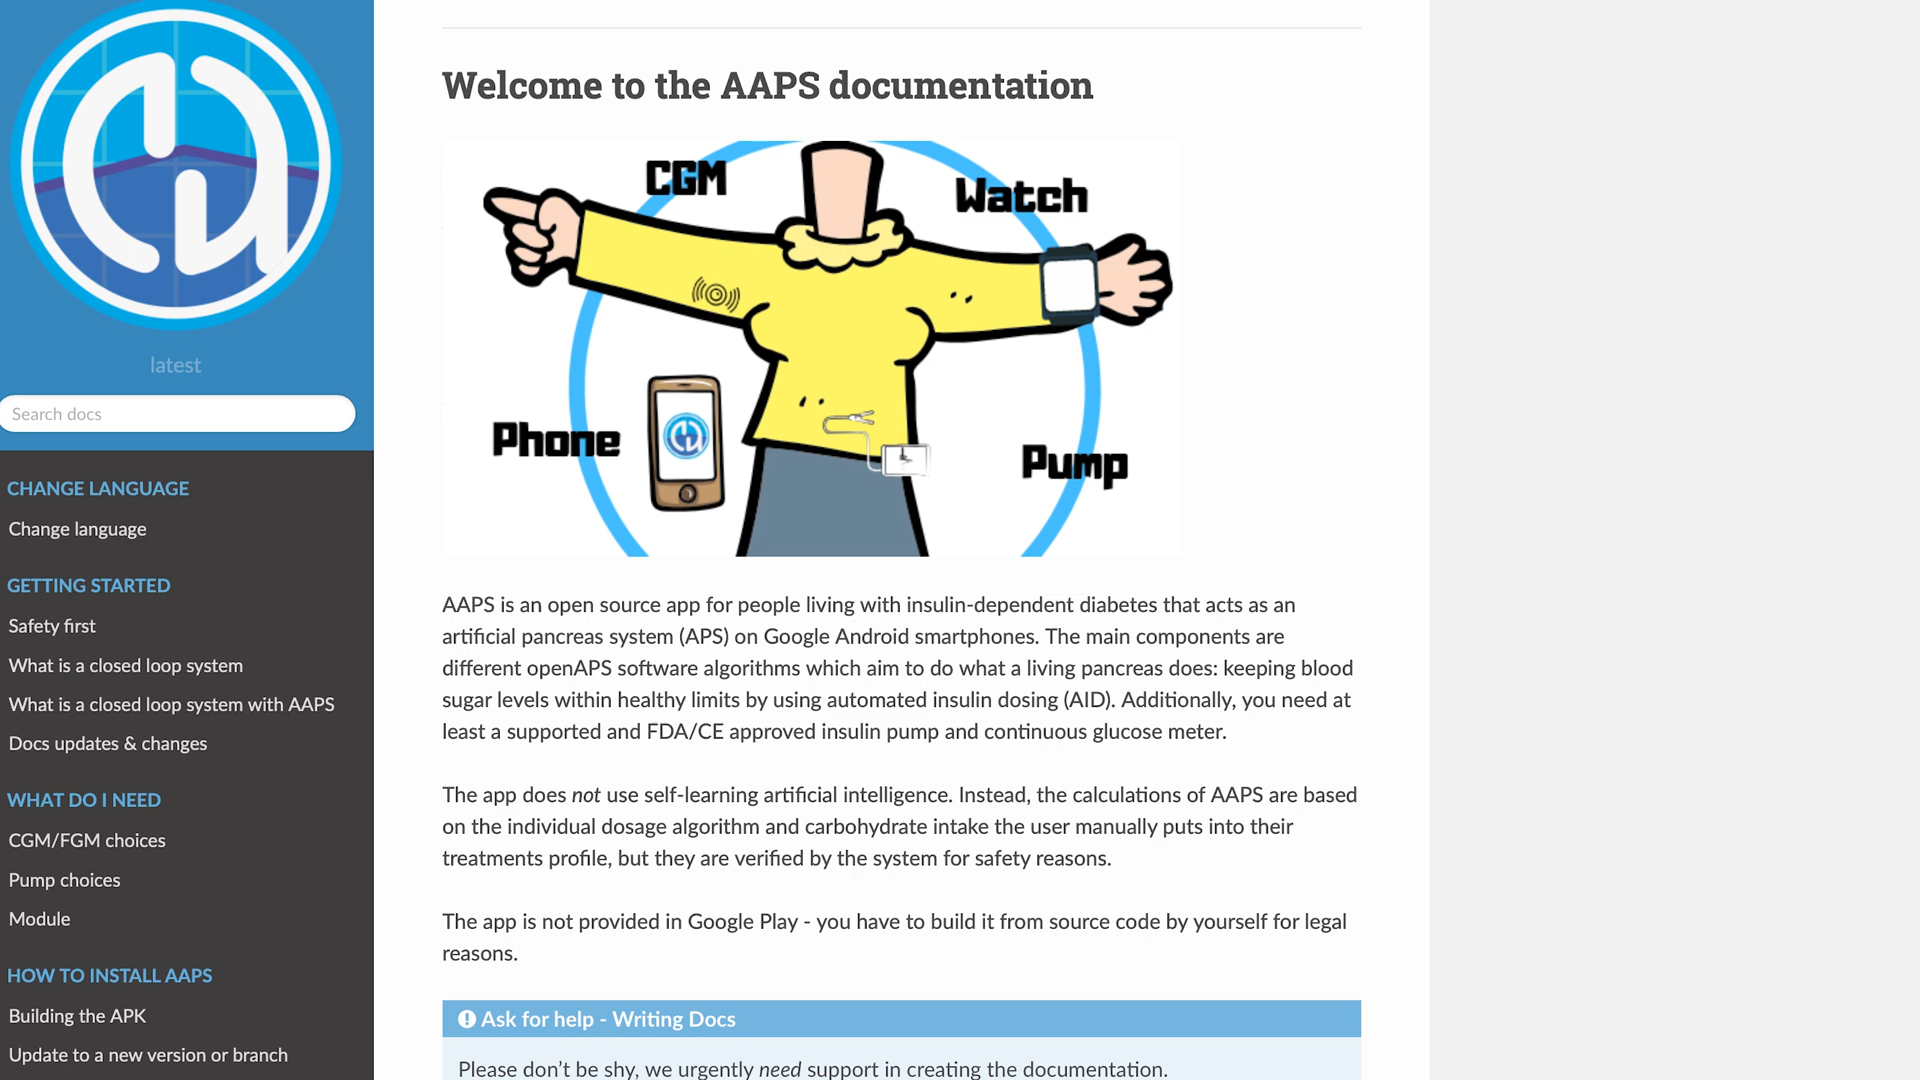 latest
Search docs
CHANGE LANGUAGE
Change language
GETTING STARTED
Safety first
What is a closed loop system
What is a closed loop system with AAPS
Docs updates & changes
WHAT DO I NEED
CGM/FGM choices
Pump choices
Module
HOW TO INSTALL AAPS
Building the APK
Update to a new version or branch
Welcome to the AAPS documentation
CGM
Watch
Phone
Pump
AAPS is an open source app for people living with insulin-dependent diabetes that acts as an
artificial pancreas system (APS) on Google Android smartphones. The main components are
different openAPS software algorithms which aim to do what a living pancreas does: keeping blood
sugar levels within healthy limits by using automated insulin dosing (AID). Additionally, you need at
least a supported and FDA/CE approved insulin pump and continuous glucose meter.
The app does not use self-learning artificial intelligence. Instead, the calculations of AAPS are based
on the individual dosage algorithm and carbohydrate intake the user manually puts into their
treatments profile, but they are verified by the system for safety reasons.
The app is not provided in Google Play - you have to build it from source code by yourself for legal
reasons.
Ask for help - Writing Docs
Please don’t be shy, we urgently need support in creating the documentation.